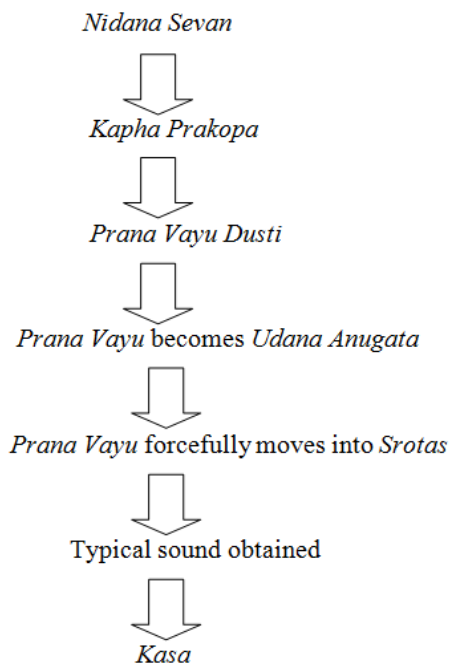 Nidana Sevan
Kapha Prakopa
Prana Vayu Dusti
Prana Vayu becomes Udana Anugata
Prana Vayu forcefully moves into Srotas
Typical sound obtained
Kasa